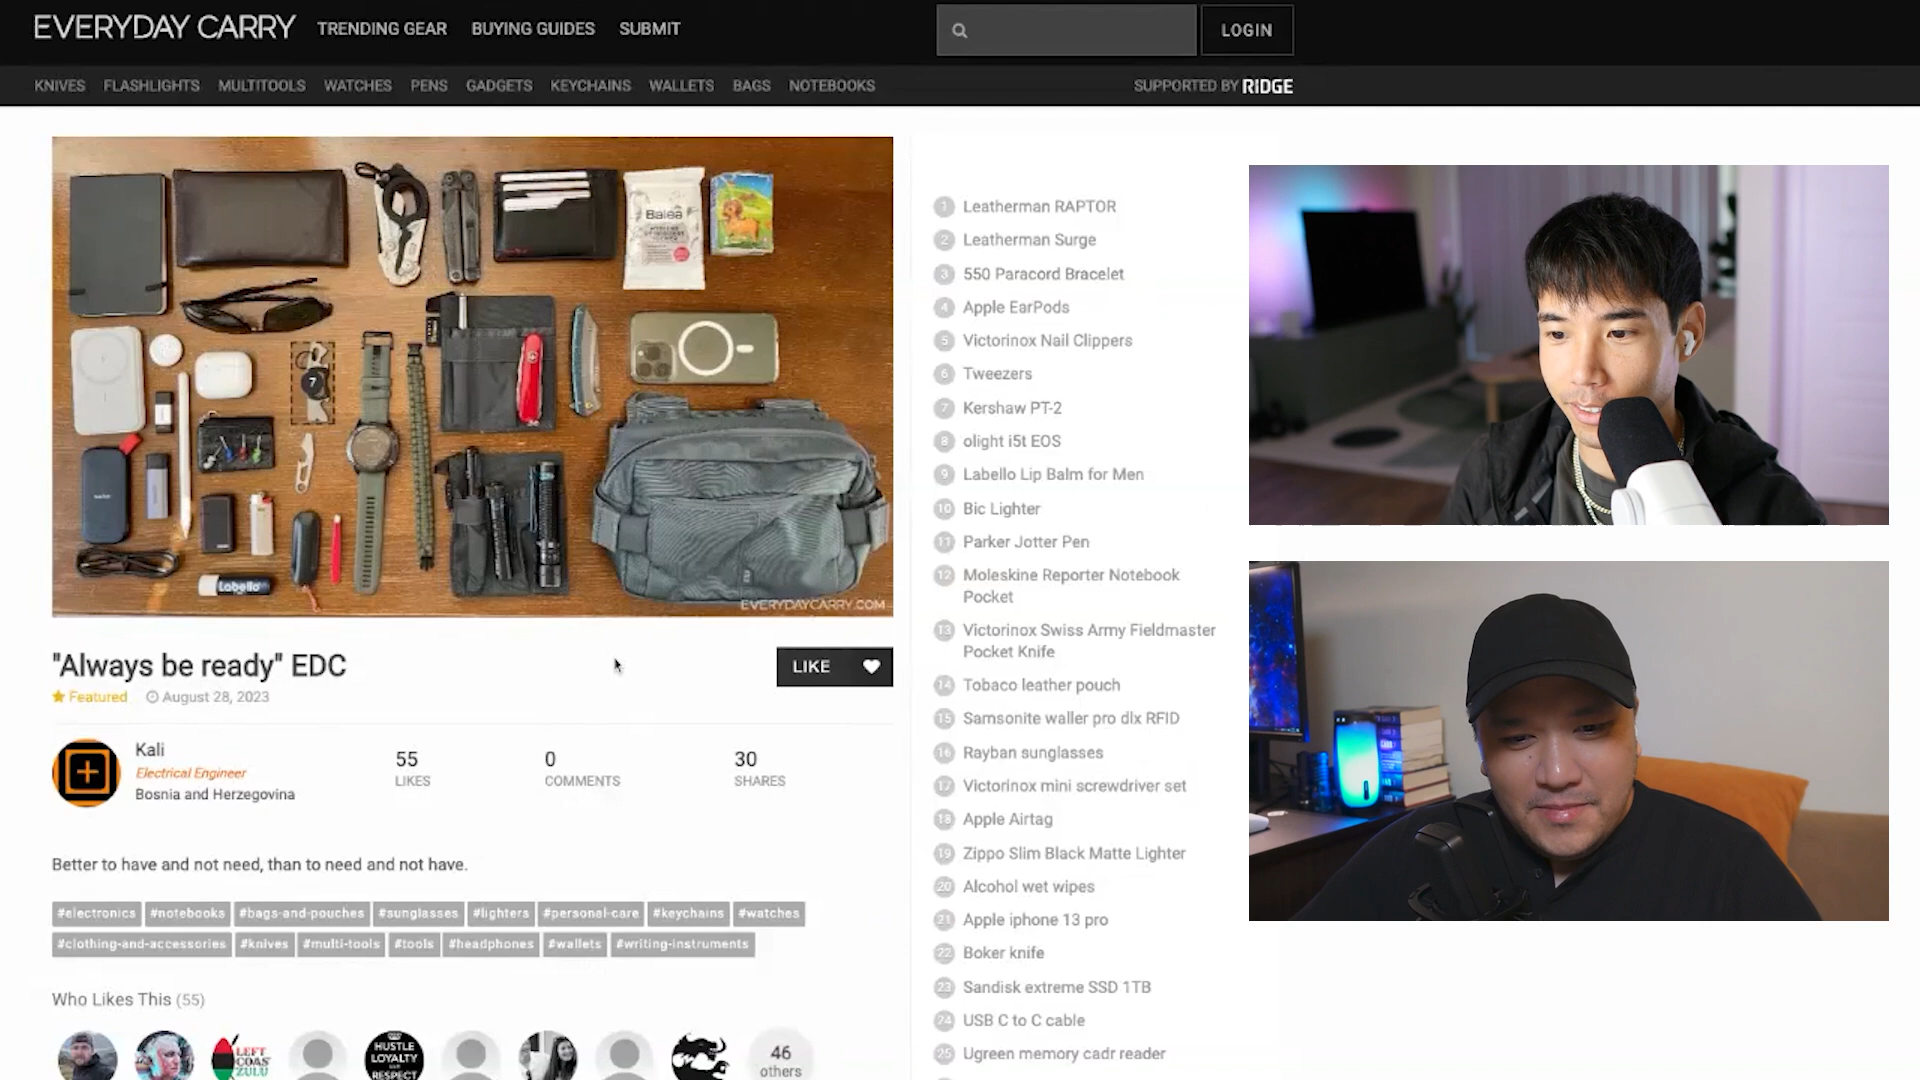 EVERYDAY CARRY
TRENDING GEAR
BUYING GUIDES
SUBMIT
LOGIN
KNIVES
FLASHLIGHTS
MULTITOOLS
WATCHES
PENS
GADGETS
KEYCHAINS
WALLETS
BAGS
NOTEBOOKS
SUPPORTED BY RIDGE
Balea
7
Labello
EVERYDAYCARRY.COM
"Always be ready" EDC
LIKE
Featured
August 28, 2023
Kali
Electrical Engineer
Bosnia and Herzegovina
55
LIKES
0
COMMENTS
30
SHARES
Better to have and not need, than to need and not have.
#electronics #notebooks #bags-and-pouches #sunglasses #lighters #personal-care #keychains #watches
#clothing-and-accessories #knives #multi-tools #tools #headphones #wallets #writing-instruments
Who Likes This (55)
LEFT
COAS'
ZULU
HUSTLE
LOYALTY
RESPECT
46
others
1 Leatherman RAPTOR
2 Leatherman Surge
3 550 Paracord Bracelet
4 Apple EarPods
5 Victorinox Nail Clippers
6 Tweezers
7 Kershaw PT-2
8 olight i5t EOS
9 Labello Lip Balm for Men
10 Bic Lighter
11 Parker Jotter Pen
12 Moleskine Reporter Notebook
Pocket
13 Victorinox Swiss Army Fieldmaster
Pocket Knife
14 Tobaco leather pouch
15 Samsonite waller pro dlx RFID
16 Rayban sunglasses
17 Victorinox mini screwdriver set
18 Apple Airtag
19 Zippo Slim Black Matte Lighter
20 Alcohol wet wipes
21 Apple iphone 13 pro
22 Boker knife
23 Sandisk extreme SSD 1TB
24 USB C to C cable
25 Ugreen memory cadr reader